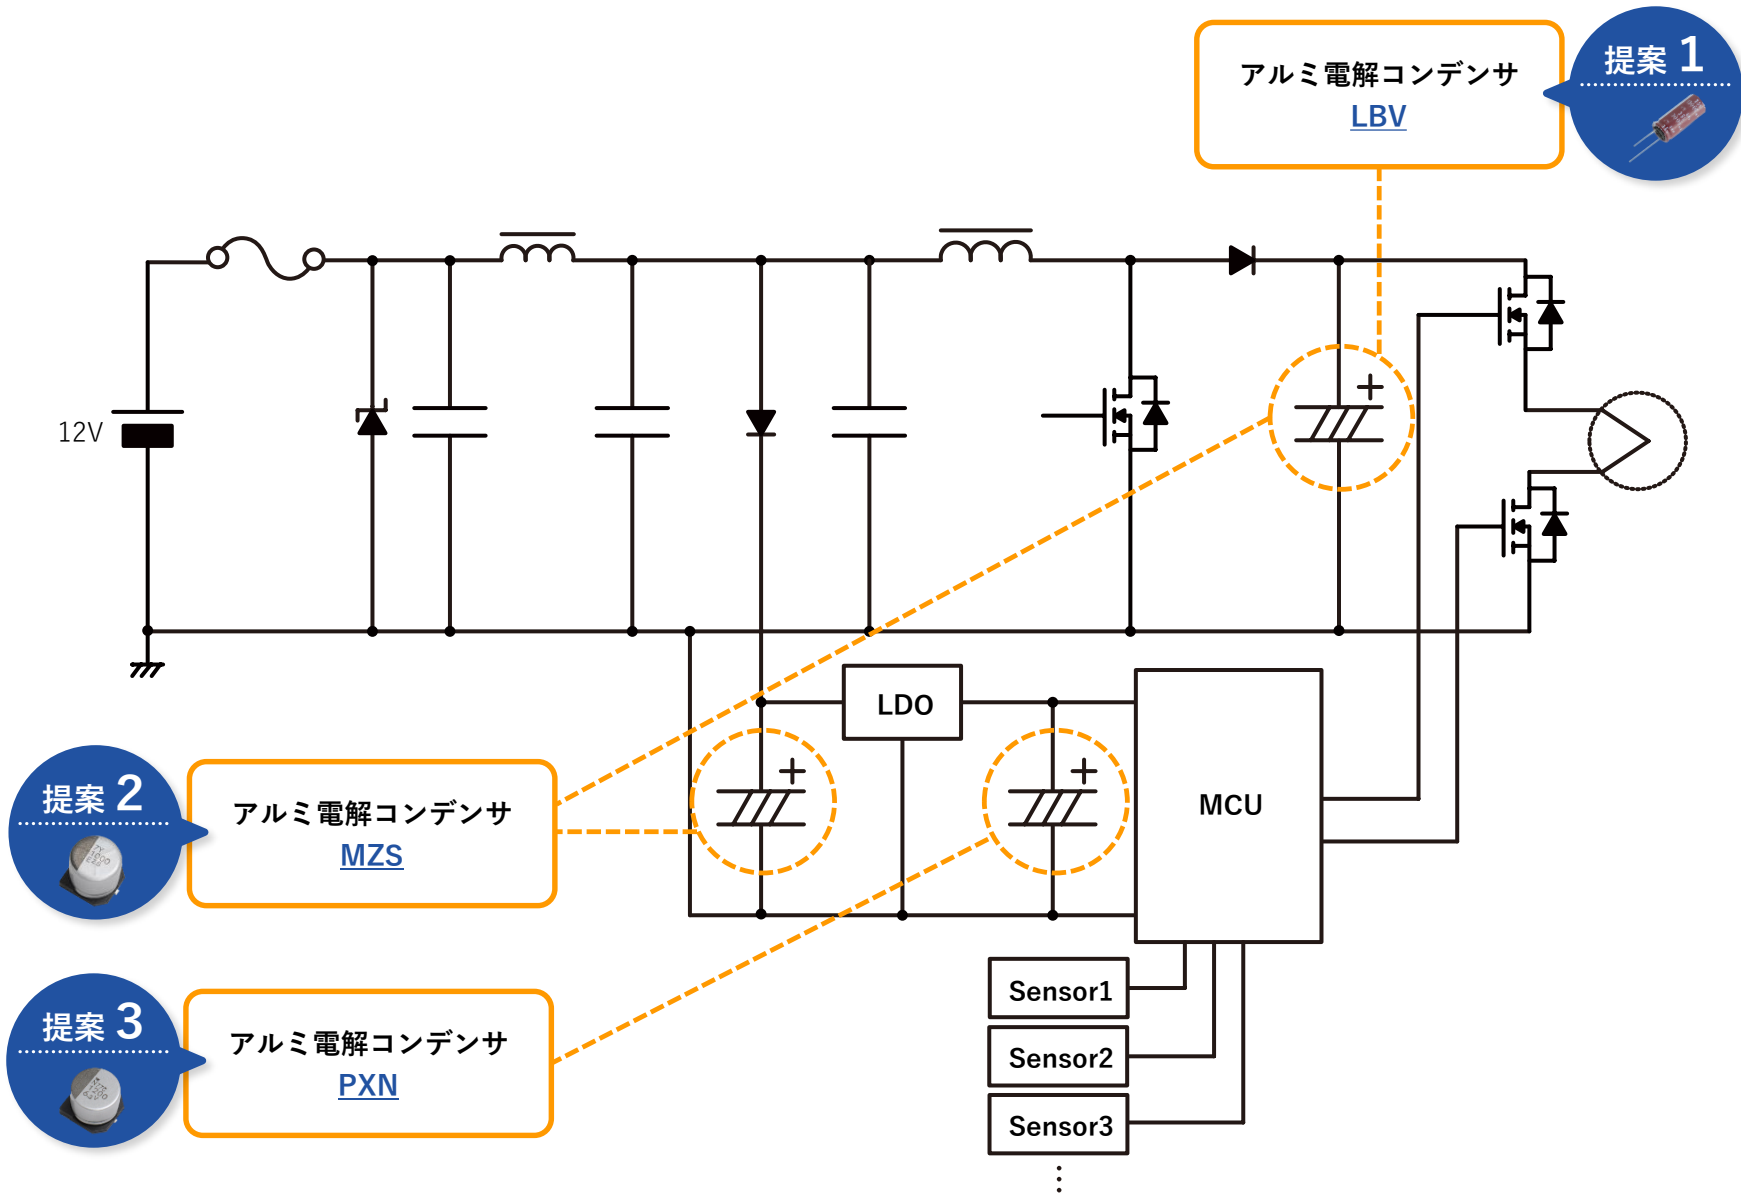 アルミ電解コンデンサ
LBV
提案 1
12V
LDO
MCU
提案 2
アルミ電解コンデンサ
MZS
提案 3
アルミ電解コンデンサ
PXN
Sensor1
Sensor2
Sensor3
⋮